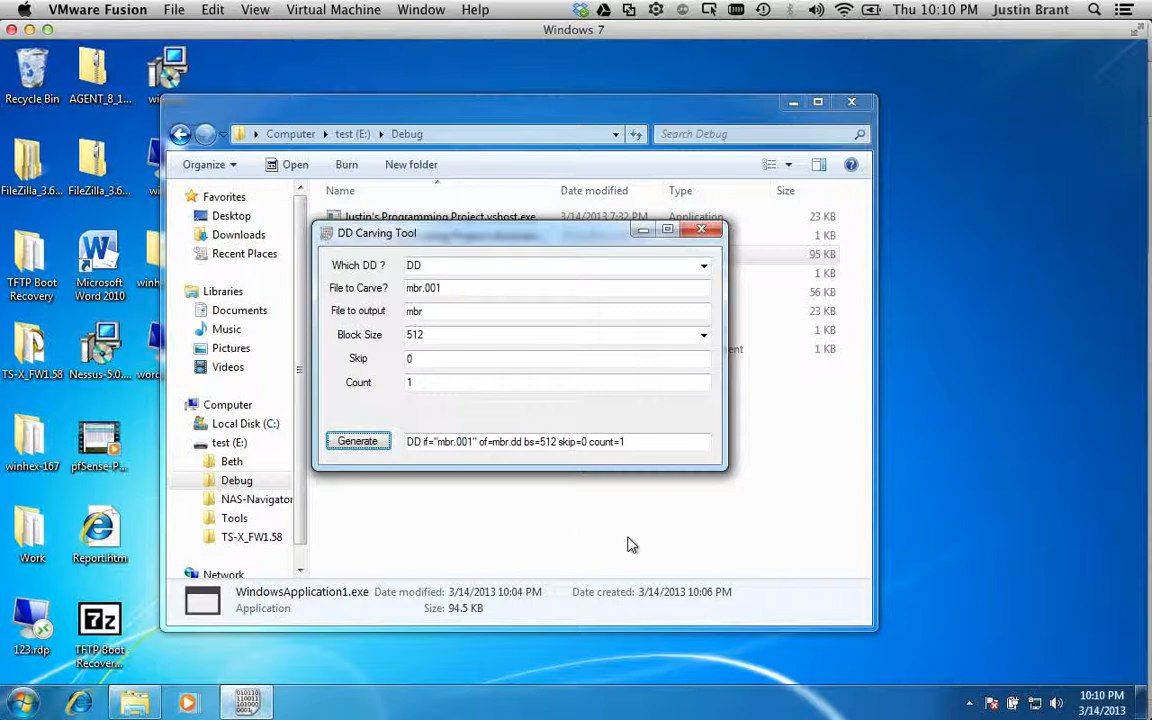 VMware Fusion File Edit View Virtual Machine Window Help Thu 10:10 PM Justin Brant
Windows 7
Recycle Bin
AGENT_8_1...
FileZilla_3.6...
FileZilla_3.6...
TFTP Boot
Recovery
Microsoft
Word 2010
TS-X_FW1.58
Nessus-5.0....
winhex-167
pfSense-P...
Work
Report.htm
123.rdp
TFTP Boot
Recover...
Computer test (E:) Debug
Search Debug
Organize Open Burn New folder
Name Date modified Type Size
Favorites
Desktop
Downloads
Recent Places
Libraries
Documents
Music
Pictures
Videos
Computer
Local Disk (C:)
test (E:)
Beth
Debug
NAS-Navigator
Tools
TS-X_FW1.58
Network
Justin's Programming Project.vshost.exe 3/14/2013 7:32 PM Application 23 KB
1 KB
95 KB
1 KB
56 KB
23 KB
1 KB
1 KB
DD Carving Tool
Which DD ? DD
File to Carve? mbr.001
File to output mbr
Block Size 512
Skip 0
Count 1
Generate DD if="mbr.001" of=mbr.dd bs=512 skip=0 count=1
WindowsApplication1.exe Date modified: 3/14/2013 10:04 PM Date created: 3/14/2013 10:06 PM
Application Size: 94.5 KB
10:10 PM
3/14/2013